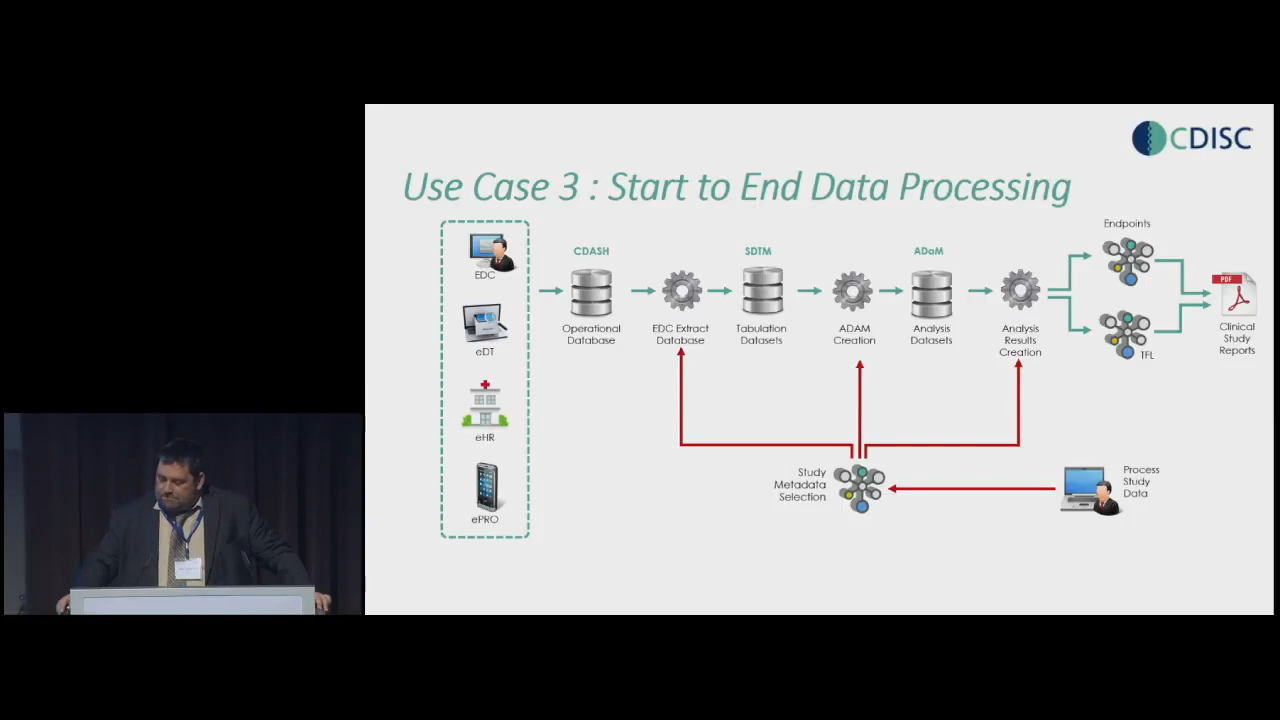 CDISC
Use Case 3 : Start to End Data Processing
EDC
eDT
eHR
ePRO
CDASH
Operational
Database
EDC Extract
Database
SDTM
Tabulation
Datasets
ADAM
Creation
ADaM
Analysis
Datasets
Analysis
Results
Creation
Endpoints
TFL
PDF
Clinical
Study
Reports
Study
Metadata
Selection
Process
Study
Data